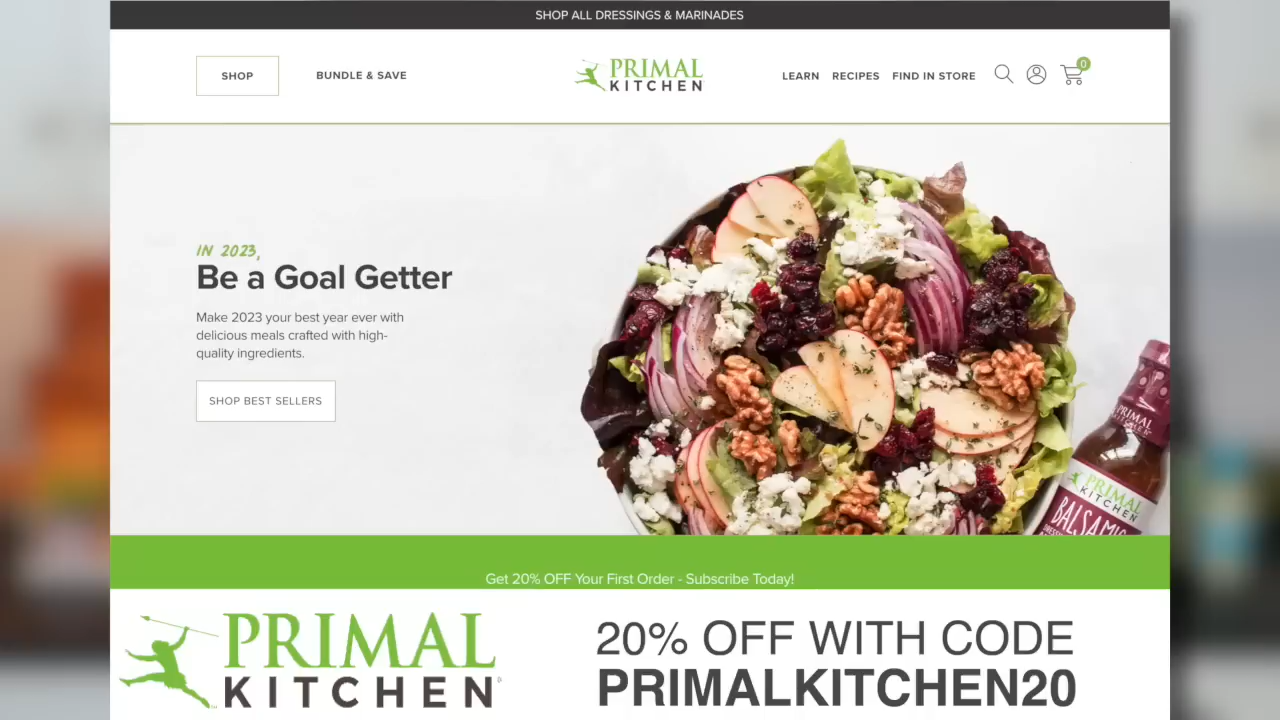 SHOP ALL DRESSINGS & MARINADES
SHOP
BUNDLE & SAVE
PRIMAL
KITCHEN
LEARN
RECIPES
FIND IN STORE
0
IN 2023,
Be a Goal Getter
Make 2023 your best year ever with
delicious meals crafted with high-
quality ingredients.
SHOP BEST SELLERS
PRIMAL
KITCHEN
PRIMAL
KITCHEN
BALSAMIC
Get 20% OFF Your First Order - Subscribe Today!
PRIMAL
KITCHEN
20% OFF WITH CODE
PRIMALKITCHEN20